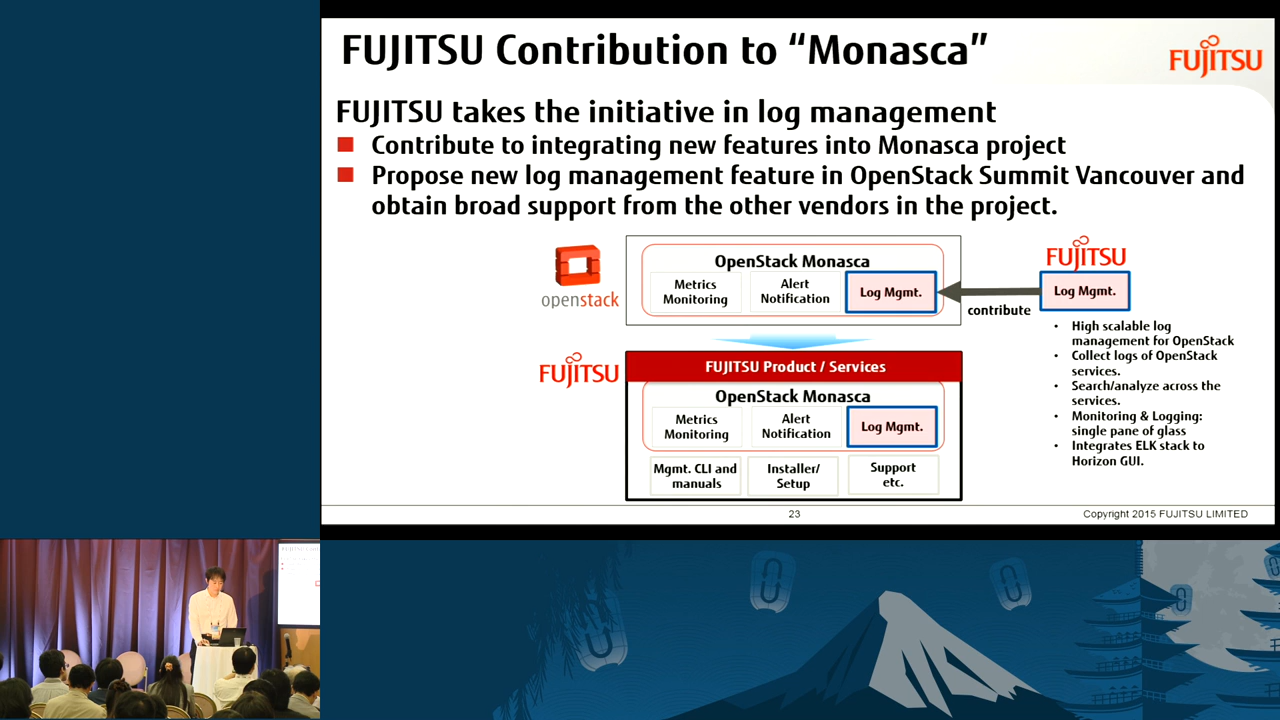 FUJITSU Contribution to “Monasca”
FUJITSU
FUJITSU takes the initiative in log management
Contribute to integrating new features into Monasca project
Propose new log management feature in OpenStack Summit Vancouver and
obtain broad support from the other vendors in the project.
openstack
OpenStack Monasca
Metrics
Monitoring
Alert
Notification
Log Mgmt.
contribute
FUJITSU
Log Mgmt.
• High scalable log
management for OpenStack
• Collect logs of OpenStack
services.
• Search/analyze across the
services.
• Monitoring & Logging:
single pane of glass
• Integrates ELK stack to
Horizon GUI.
FUJITSU
FUJITSU Product / Services
OpenStack Monasca
Metrics
Monitoring
Alert
Notification
Log Mgmt.
Mgmt. CLI and
manuals
Installer/
Setup
Support
etc.
23
Copyright 2015 FUJITSU LIMITED